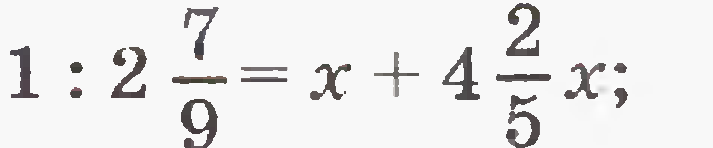 1 : 2 7/9 = x + 4 2/5 x;